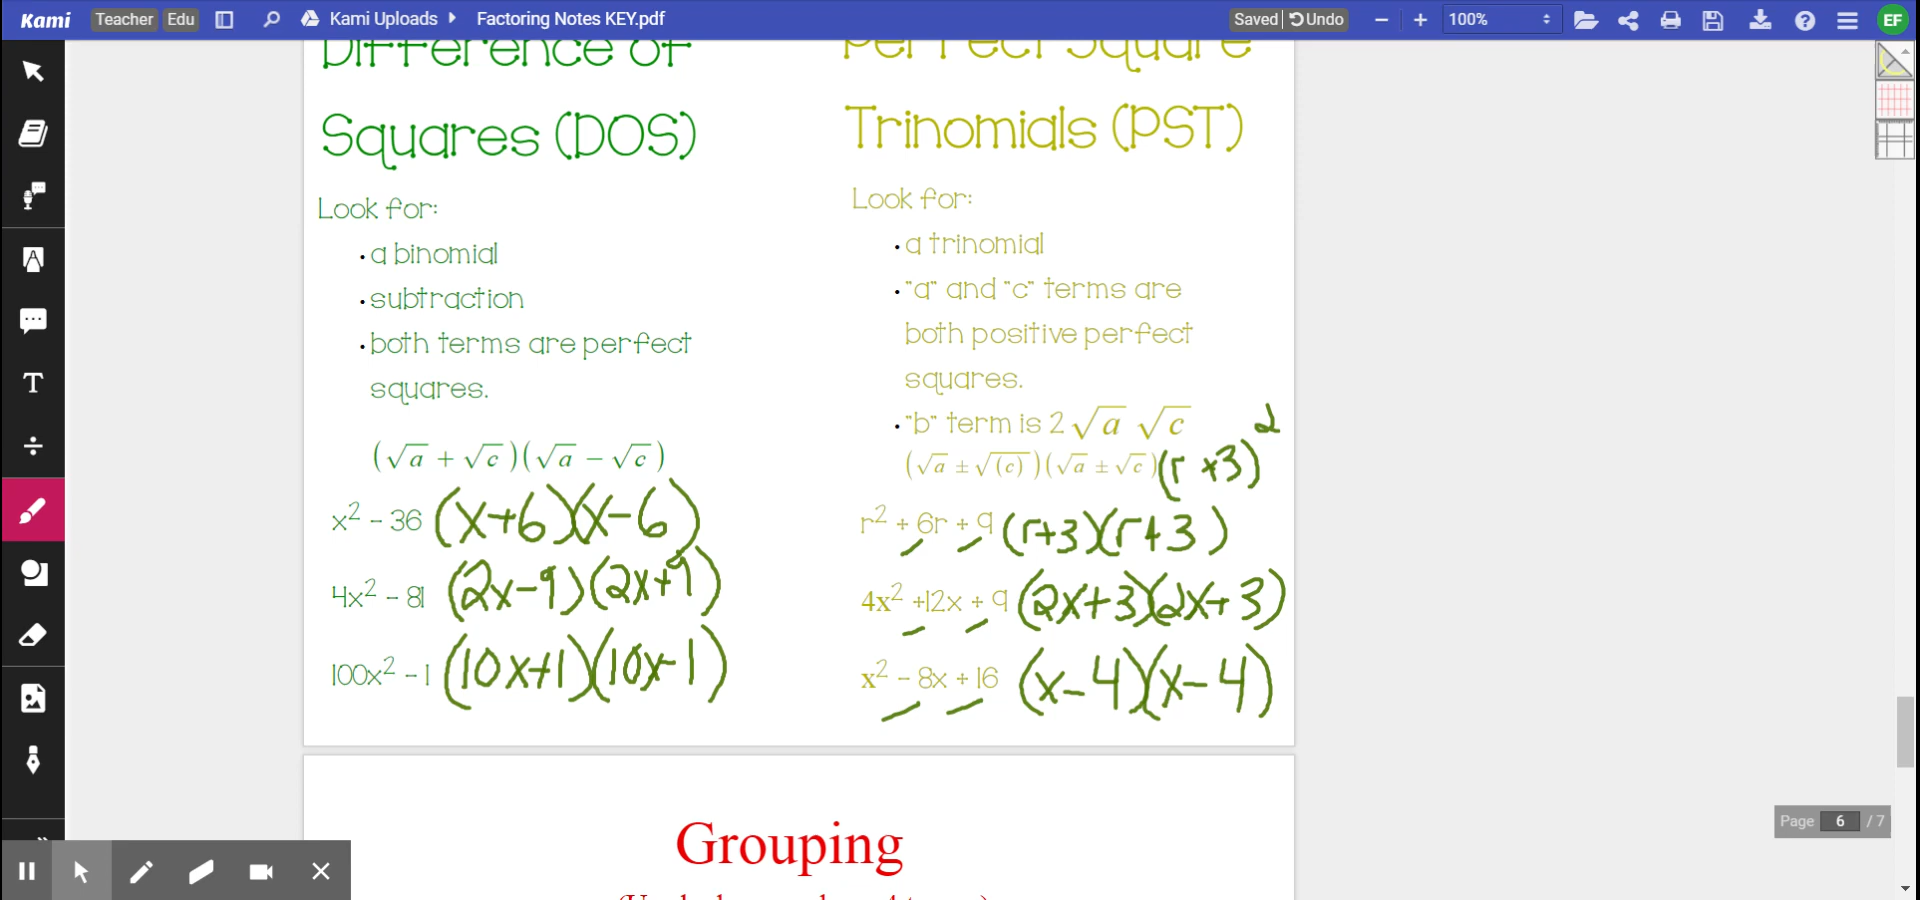 Kami Teacher Edu Kami Uploads Factoring Notes KEY.pdf Saved Undo 100% EF
Difference of
Squares (DOS)
Look for:
• a binomial
• subtraction
• both terms are perfect
squares.
(√a + √c)(√a − √c)
x² - 36 (x+6)(x-6)
4x² - 81 (2x-9)(2x+9)
100x² - 1 (10x+1)(10x-1)
Perfect Square
Trinomials (PST)
Look for:
• a trinomial
• "a" and "c" terms are
both positive perfect
squares.
• "b" term is 2√a √c
(√a ± √(c))(√a ± √c) (r+3)²
r² + 6r + 9 (r+3)(r+3)
4x² +12x + 9 (2x+3)(2x+3)
x² - 8x + 16 (x-4)(x-4)
Grouping
Page 6 / 7